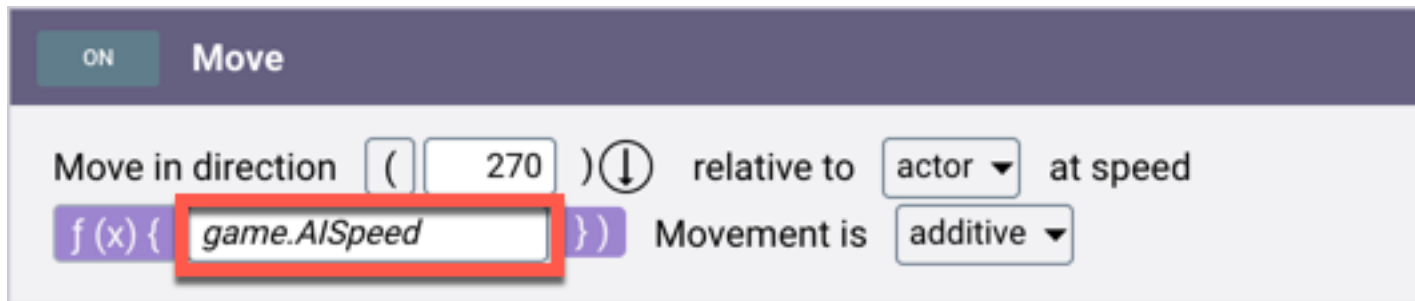 ON Move
Move in direction ( 270 ) relative to actor at speed
ƒ (x) { game.AISpeed } ) Movement is additive